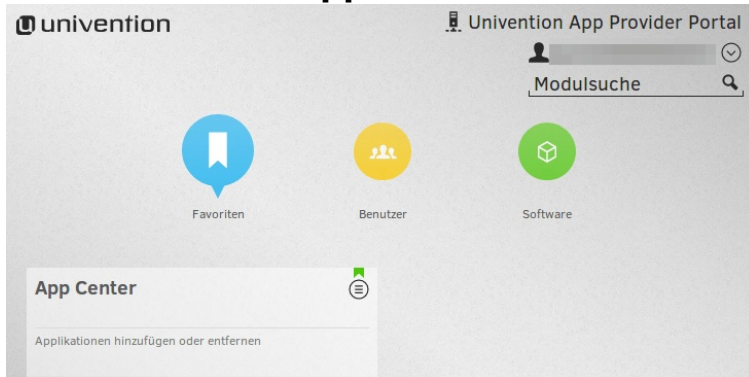 univention
Univention App Provider Portal
Modulsuche
Favoriten
Benutzer
Software
App Center
Applikationen hinzufügen oder entfernen